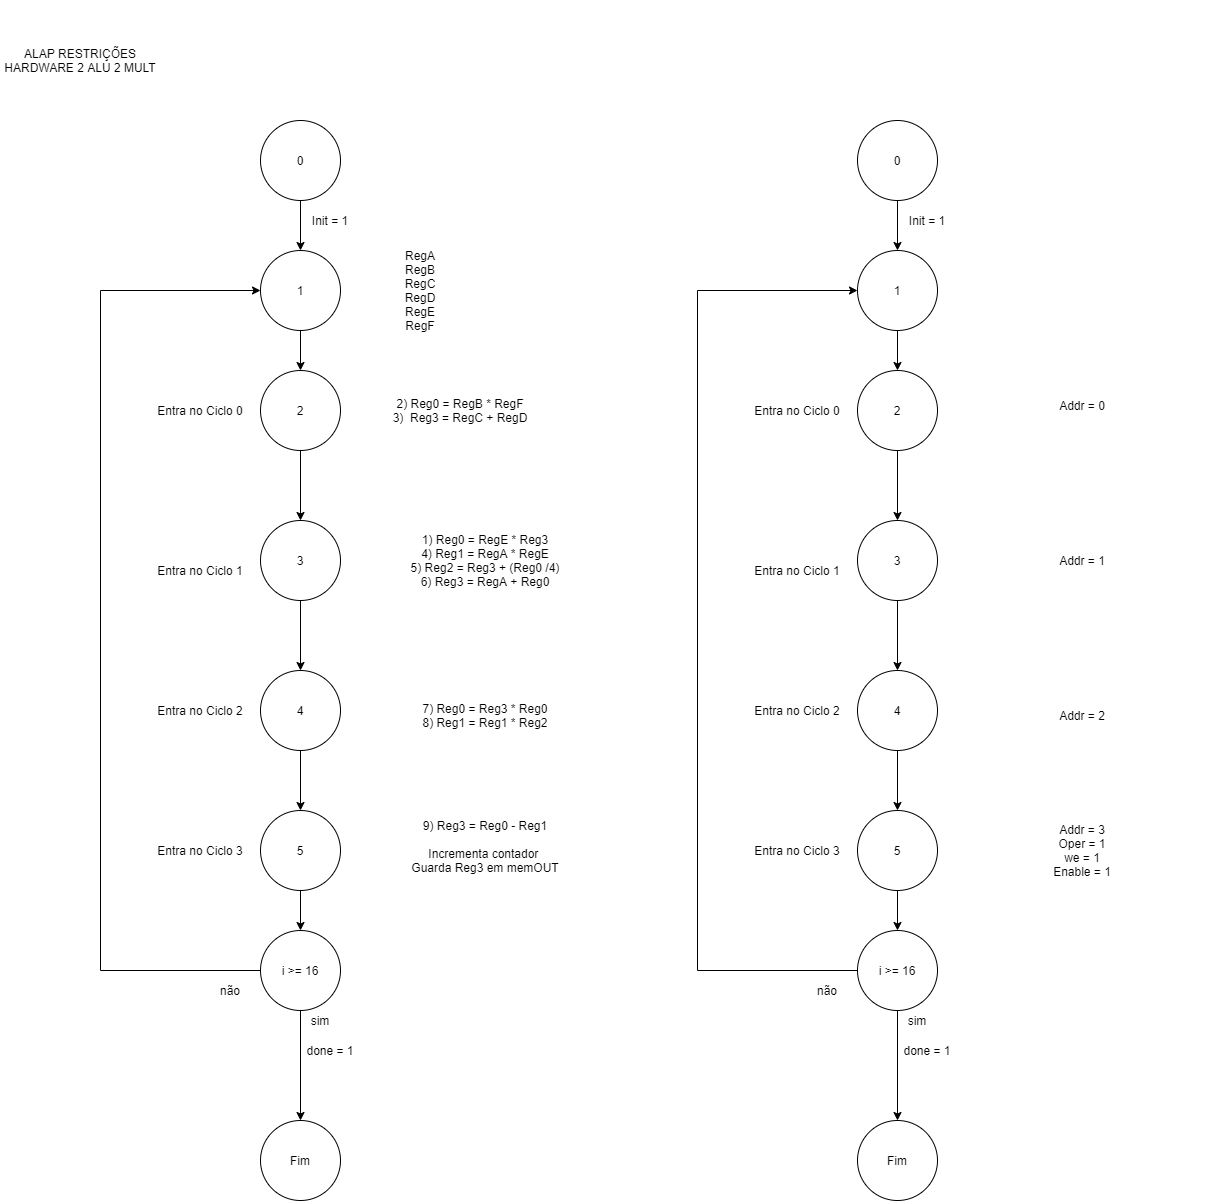 ALAP RESTRIÇÕES
HARDWARE 2 ALU 2 MULT
0
Init = 1
1
RegA
RegB
RegC
RegD
RegE
RegF
Entra no Ciclo 0
2
2) Reg0 = RegB * RegF
3) Reg3 = RegC + RegD
Entra no Ciclo 1
3
1) Reg0 = RegE * Reg3
4) Reg1 = RegA * RegE
5) Reg2 = Reg3 + (Reg0 /4)
6) Reg3 = RegA + Reg0
Entra no Ciclo 2
4
7) Reg0 = Reg3 * Reg0
8) Reg1 = Reg1 * Reg2
Entra no Ciclo 3
5
9) Reg3 = Reg0 - Reg1
Incrementa contador
Guarda Reg3 em memOUT
i >= 16
não
sim
done = 1
Fim
0
Init = 1
1
Entra no Ciclo 0
2
Addr = 0
Entra no Ciclo 1
3
Addr = 1
Entra no Ciclo 2
4
Addr = 2
Entra no Ciclo 3
5
Addr = 3
Oper = 1
we = 1
Enable = 1
i >= 16
não
sim
done = 1
Fim